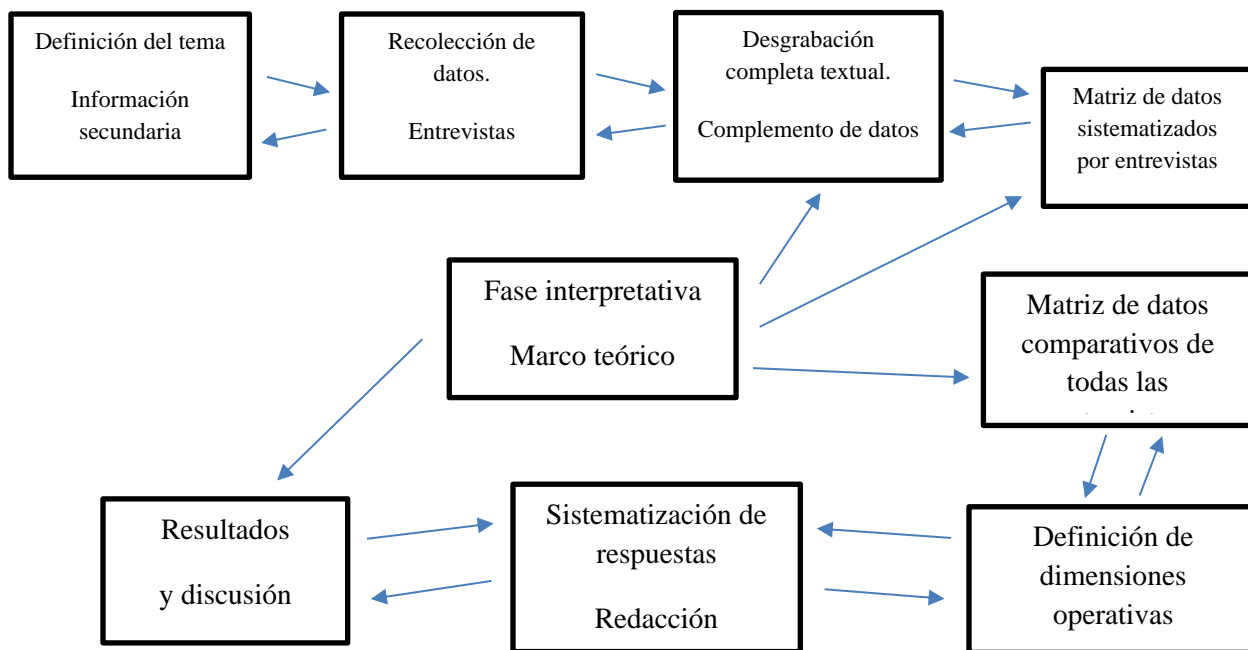 Definición del tema
Información
secundaria
Recolección de
datos.
Entrevistas
Desgrabación
completa textual.
Complemento de datos
Matriz de datos
sistematizados
por entrevistas
Fase interpretativa
Marco teórico
Matriz de datos
comparativos de
todas las
Resultados
y discusión
Sistematización de
respuestas
Redacción
Definición de
dimensiones
operativas